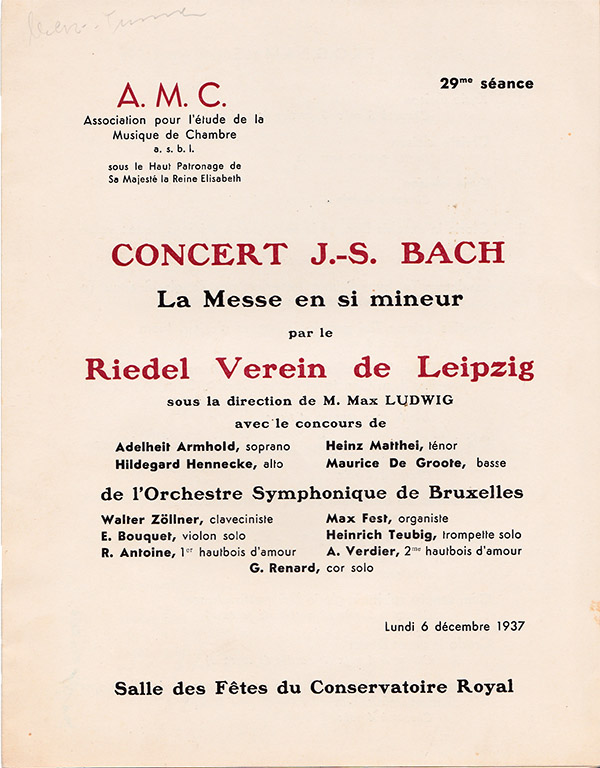 29me séance
A. M. C.
Association pour l'étude de la
Musique de Chambre
a. s. b. l.
sous le Haut Patronage de
Sa Majesté la Reine Elisabeth
CONCERT J.-S. BACH
La Messe en si mineur
par le
Riedel Verein de Leipzig
sous la direction de M. Max LUDWIG
avec le concours de
Adelheit Armhold, soprano Heinz Matthei, ténor
Hildegard Hennecke, alto Maurice De Groote, basse
de l'Orchestre Symphonique de Bruxelles
Walter Zöllner, claveciniste Max Fest, organiste
E. Bouquet, violon solo Heinrich Teubig, trompette solo
R. Antoine, 1er hautbois d'amour A. Verdier, 2me hautbois d'amour
G. Renard, cor solo
Lundi 6 décembre 1937
Salle des Fêtes du Conservatoire Royal